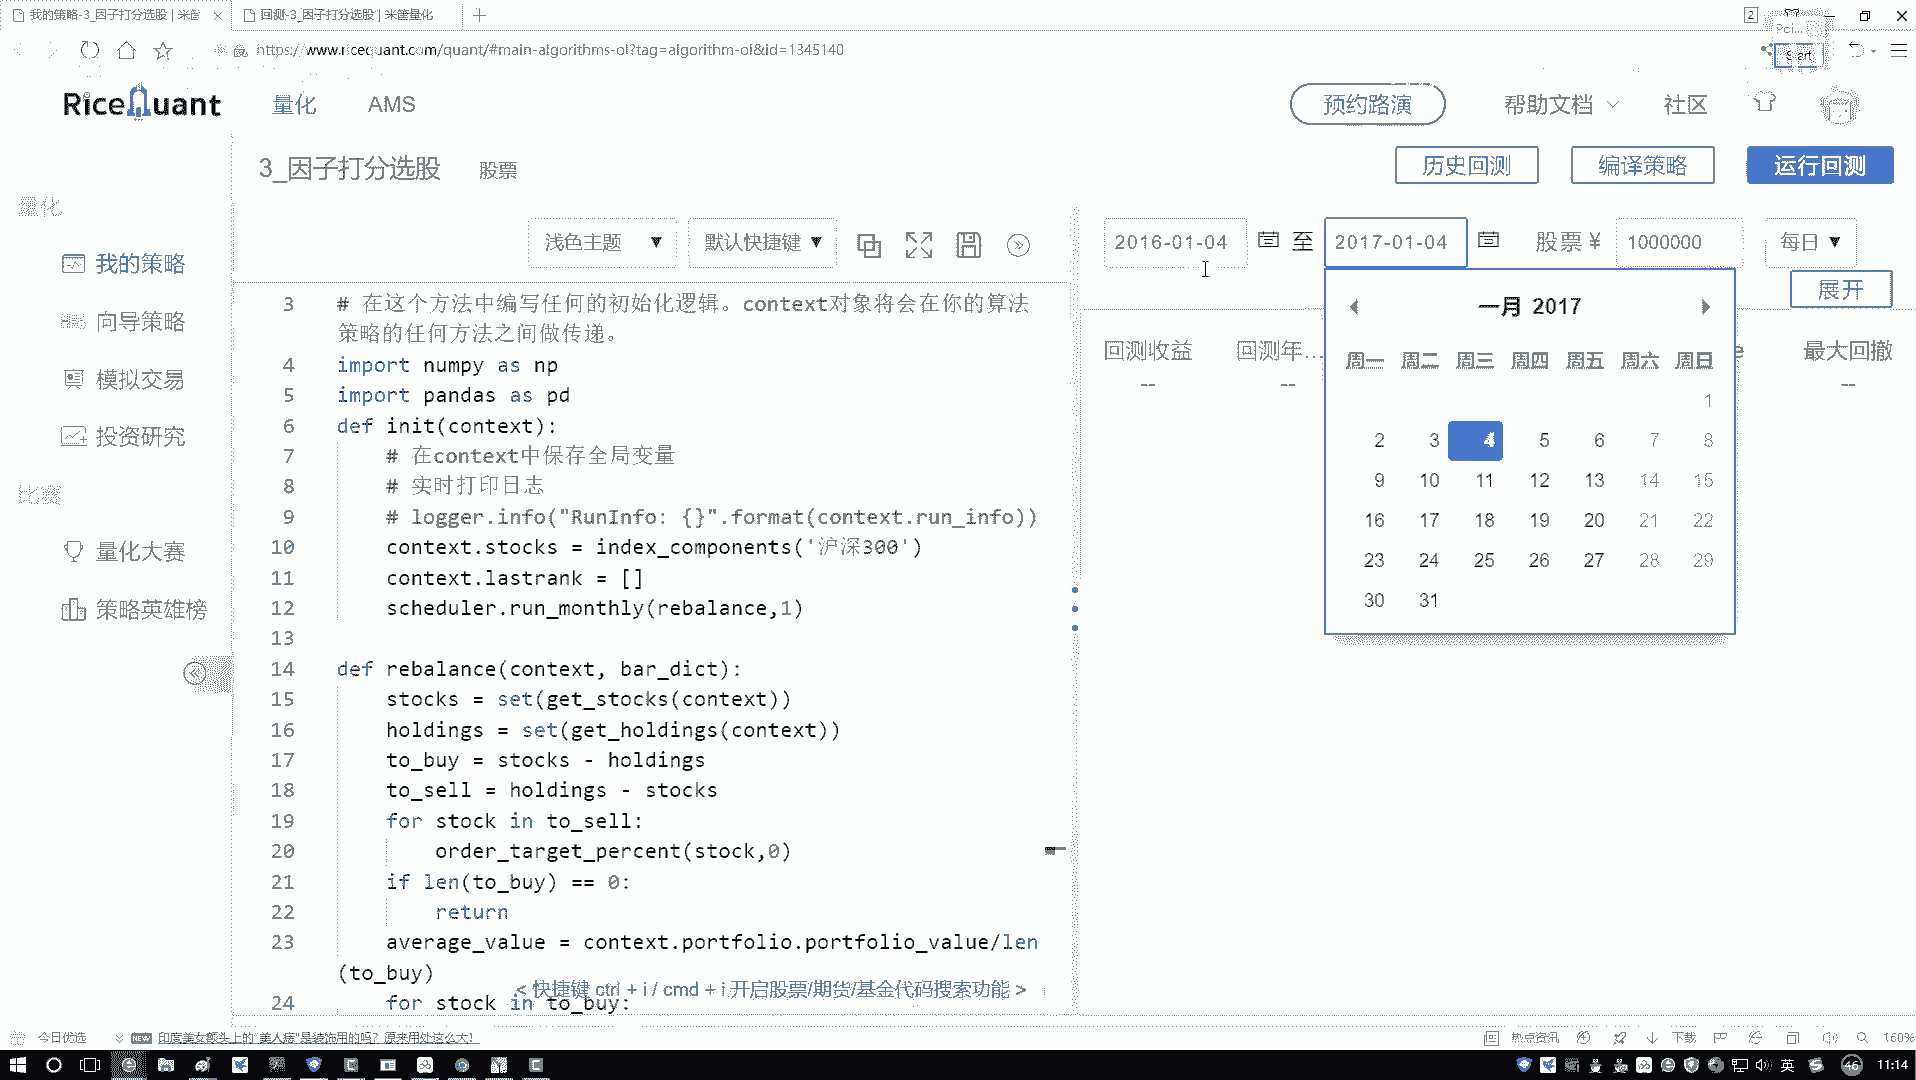 我的策略-3_因子打分选股 | 米筐
回测-3_因子打分选股 | 米筐量化
2
https://www.ricequant.com/quant/#main-algorithms-ol?tag=algorithm-ol&id=1345140
RiceQuant
量化
AMS
预约路演
帮助文档
社区
3_因子打分选股
股票
历史回测
编译策略
运行回测
量化
我的策略
向导策略
模拟交易
投资研究
比赛
量化大赛
策略英雄榜
浅色主题 ▼
默认快捷键 ▼
2016-01-04
至
2017-01-04
股票 ¥
1000000
每日 ▼
展开
3 # 在这个方法中编写任何的初始化逻辑。context对象将会在你的算法
策略的任何方法之间做传递。
4 import numpy as np
5 import pandas as pd
6 def init(context):
7 # 在context中保存全局变量
8 # 实时打印日志
9 # logger.info("RunInfo: {}".format(context.run_info))
10 context.stocks = index_components('沪深300')
11 context.lastrank = []
12 scheduler.run_monthly(rebalance,1)
13
14 def rebalance(context, bar_dict):
15 stocks = set(get_stocks(context))
16 holdings = set(get_holdings(context))
17 to_buy = stocks - holdings
18 to_sell = holdings - stocks
19 for stock in to_sell:
20 order_target_percent(stock,0)
21 if len(to_buy) == 0:
22 return
23 average_value = context.portfolio.portfolio_value/len
(to_buy)
< 快捷键 ctrl + i / cmd + i 开启股票/期货/基金代码搜索功能 >
24 for stock in to_buy:
回测收益
--
回测年...
--
最大回撤
--
一月 2017
周一 周二 周三 周四 周五 周六 周日
1
2 3 4 5 6 7 8
9 10 11 12 13 14 15
16 17 18 19 20 21 22
23 24 25 26 27 28 29
30 31
今日优选
NEW
印度美女额头上的"美人痣"是装饰用的吗？原来用处这么大！
热点资讯
下载
160%
英
46
11:14